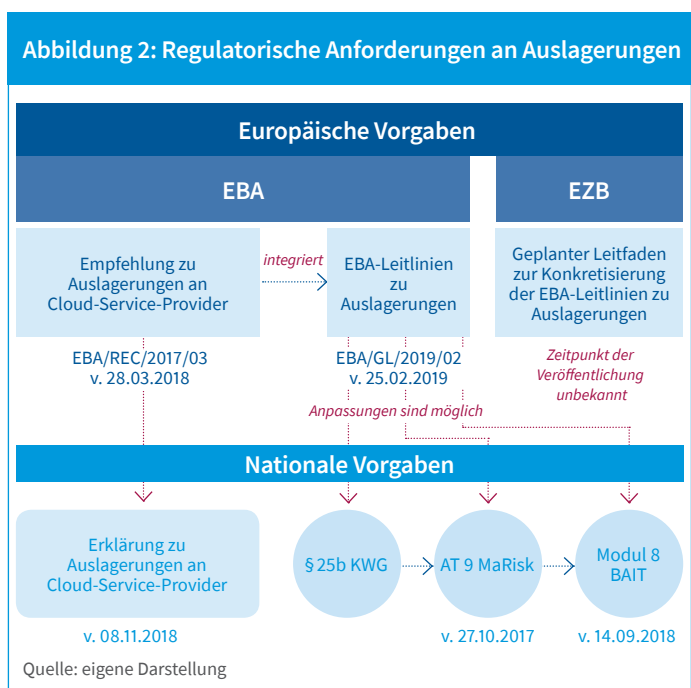 Abbildung 2: Regulatorische Anforderungen an Auslagerungen
Europäische Vorgaben
EBA
EZB
Empfehlung zu
Auslagerungen an
Cloud-Service-Provider
integriert
EBA-Leitlinien
zu
Auslagerungen
Geplanter Leitfaden
zur Konkretisierung
der EBA-Leitlinien zu
Auslagerungen
EBA/REC/2017/03
v. 28.03.2018
EBA/GL/2019/02
v. 25.02.2019
Zeitpunkt der
Veröffentlichung
unbekannt
Anpassungen sind möglich
Nationale Vorgaben
Erklärung zu
Auslagerungen an
Cloud-Service-Provider
§ 25b KWG
AT 9 MaRisk
Modul 8
BAIT
v. 08.11.2018
v. 27.10.2017
v. 14.09.2018
Quelle: eigene Darstellung